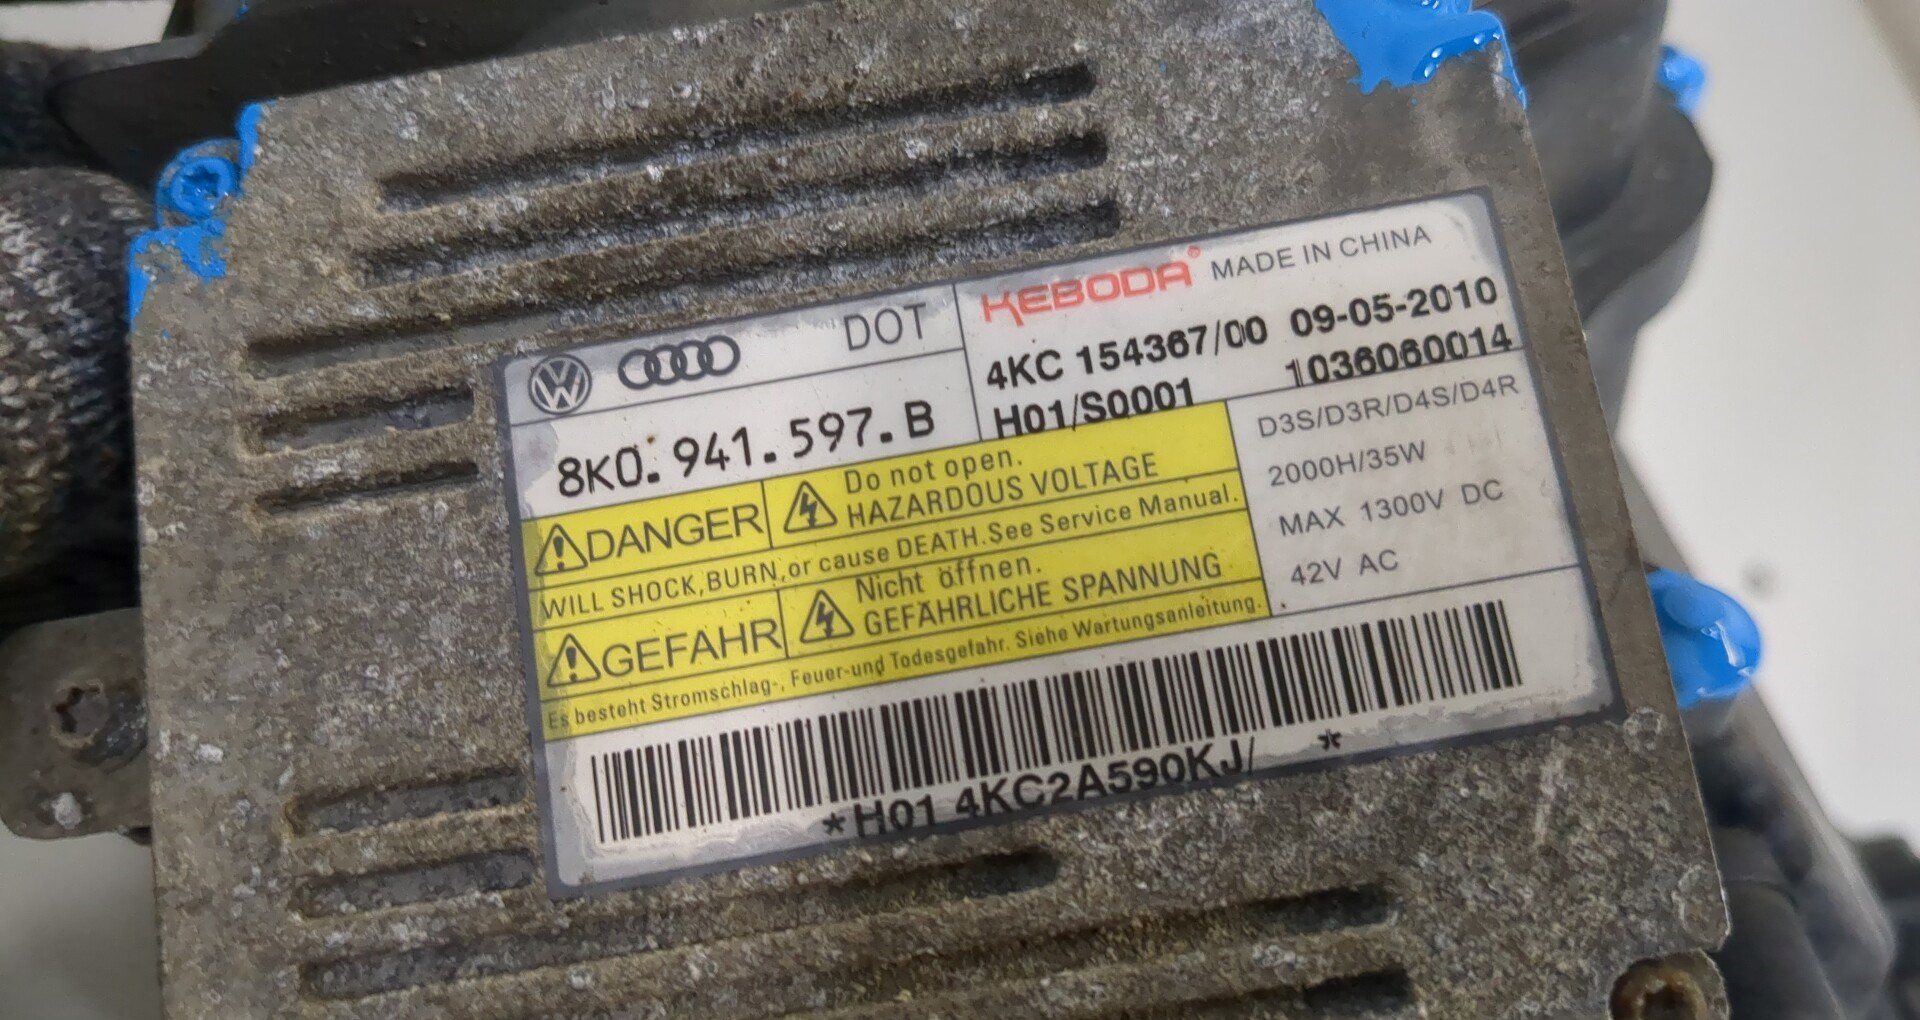 DOT
8K0.941.597.B
KEBODA® MADE IN CHINA
4KC 154367/00 09-05-2010
H01/S0001 1036060014
DANGER
Do not open.
HAZARDOUS VOLTAGE
WILL SHOCK,BURN,or cause DEATH.See Service Manual.
GEFAHR
Nicht öffnen.
GEFÄHRLICHE SPANNUNG
Es besteht Stromschlag-, Feuer-und Todesgefahr. Siehe Wartungsanleitung.
D3S/D3R/D4S/D4R
2000H/35W
MAX 1300V DC
42V AC
*H01 4KC2A590KJ/ *